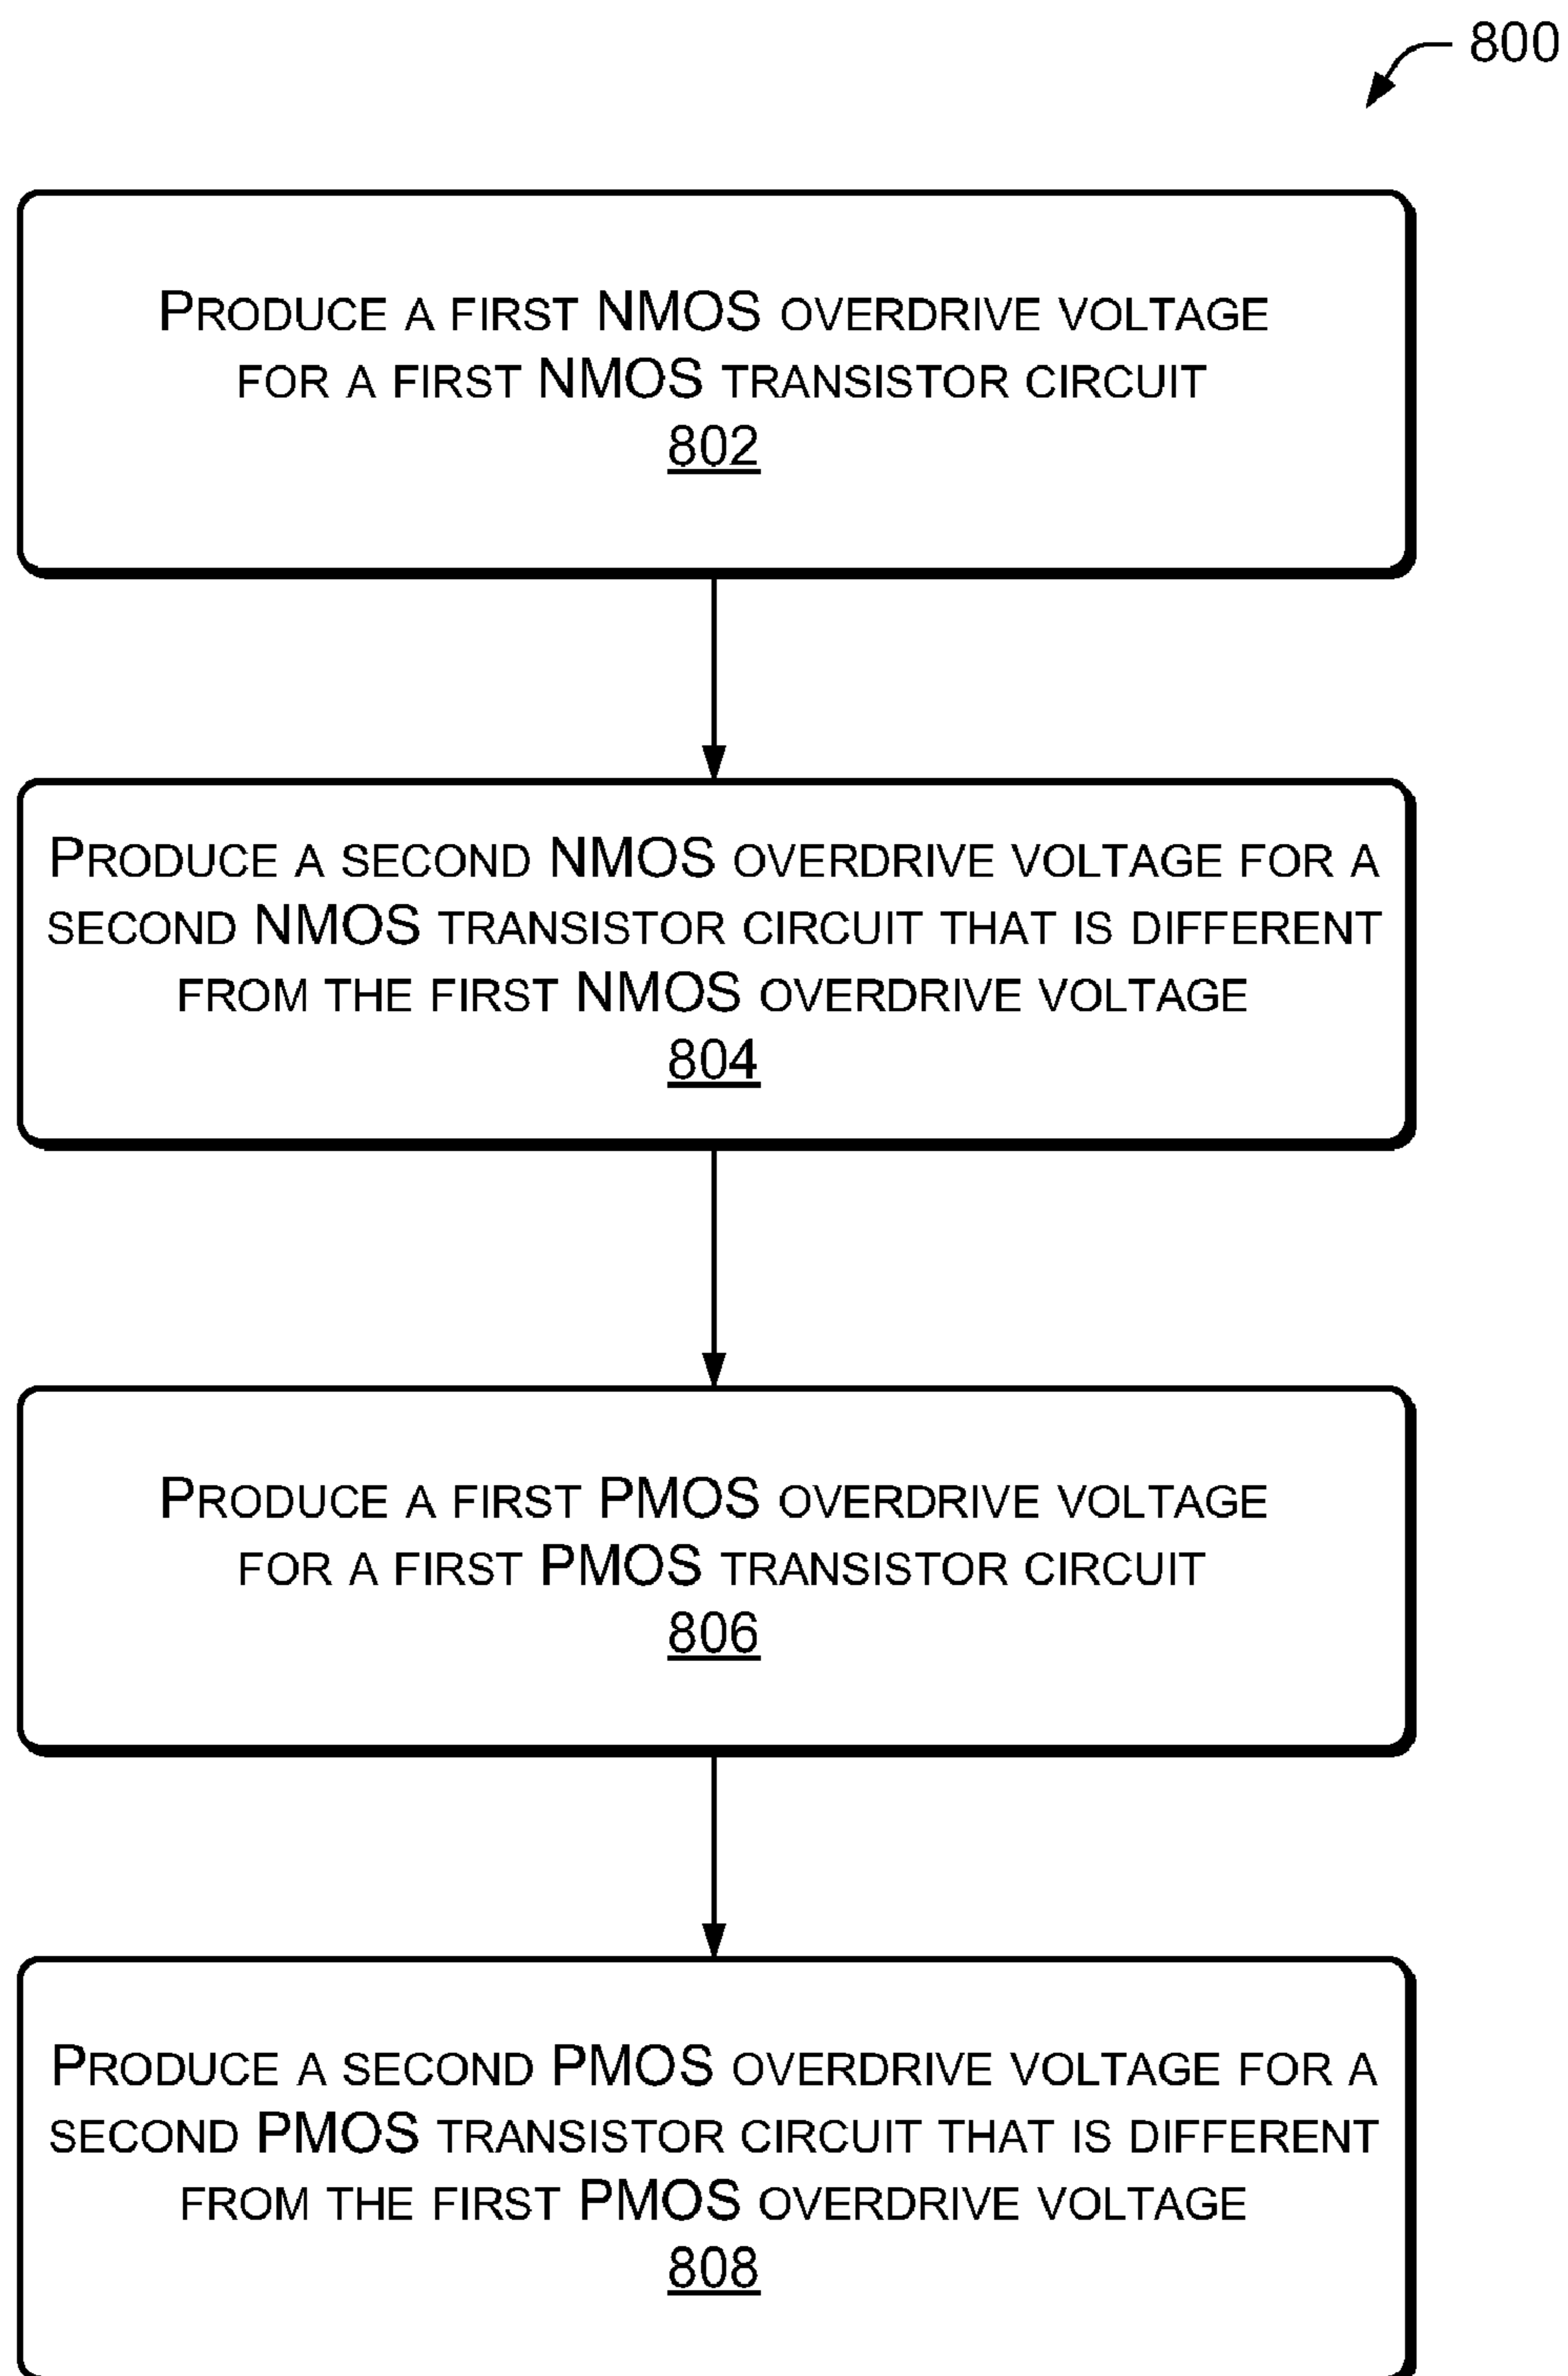 800
PRODUCE A FIRST NMOS OVERDRIVE VOLTAGE
FOR A FIRST NMOS TRANSISTOR CIRCUIT
802
PRODUCE A SECOND NMOS OVERDRIVE VOLTAGE FOR A
SECOND NMOS TRANSISTOR CIRCUIT THAT IS DIFFERENT
FROM THE FIRST NMOS OVERDRIVE VOLTAGE
804
PRODUCE A FIRST PMOS OVERDRIVE VOLTAGE
FOR A FIRST PMOS TRANSISTOR CIRCUIT
806
PRODUCE A SECOND PMOS OVERDRIVE VOLTAGE FOR A
SECOND PMOS TRANSISTOR CIRCUIT THAT IS DIFFERENT
FROM THE FIRST PMOS OVERDRIVE VOLTAGE
808